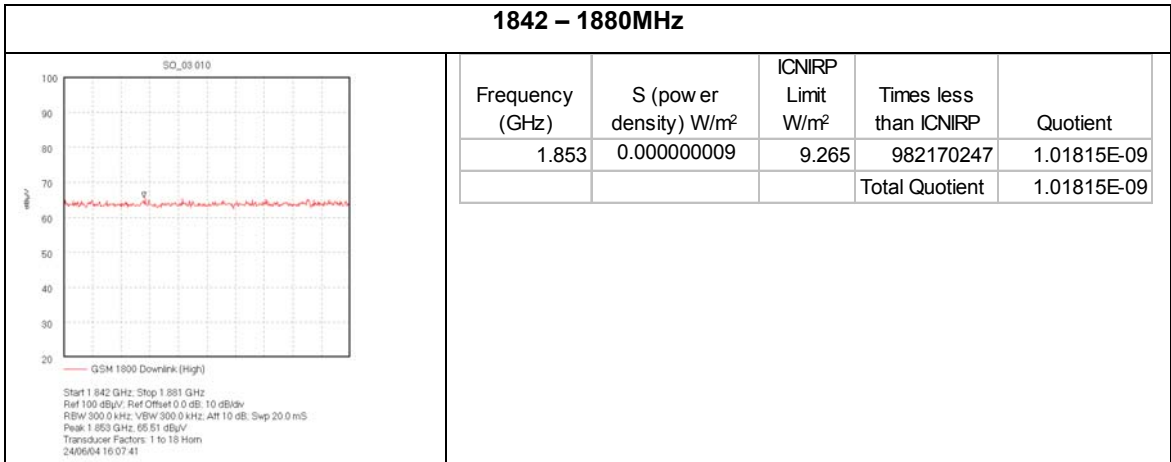 1842 – 1880MHz
SO_03 010
100
90
80
70
60
50
40
30
20
dBµV
GSM 1800 Downlink (High)
Start 1.842 GHz; Stop 1.881 GHz
Ref 100 dBµV; Ref Offset 0.0 dB; 10 dB/div
RBW 300.0 kHz; VBW 300.0 kHz; Att 10 dB; Swp 20.0 mS
Peak 1.853 GHz, 65.51 dBµV
Transducer Factors: 1 to 18 Horn
24/06/04 16:07:41
Frequency (GHz) S (power density) W/m² ICNIRP Limit W/m² Times less than ICNIRP Quotient
1.853 0.000000009 9.265 982170247 1.01815E-09
Total Quotient 1.01815E-09